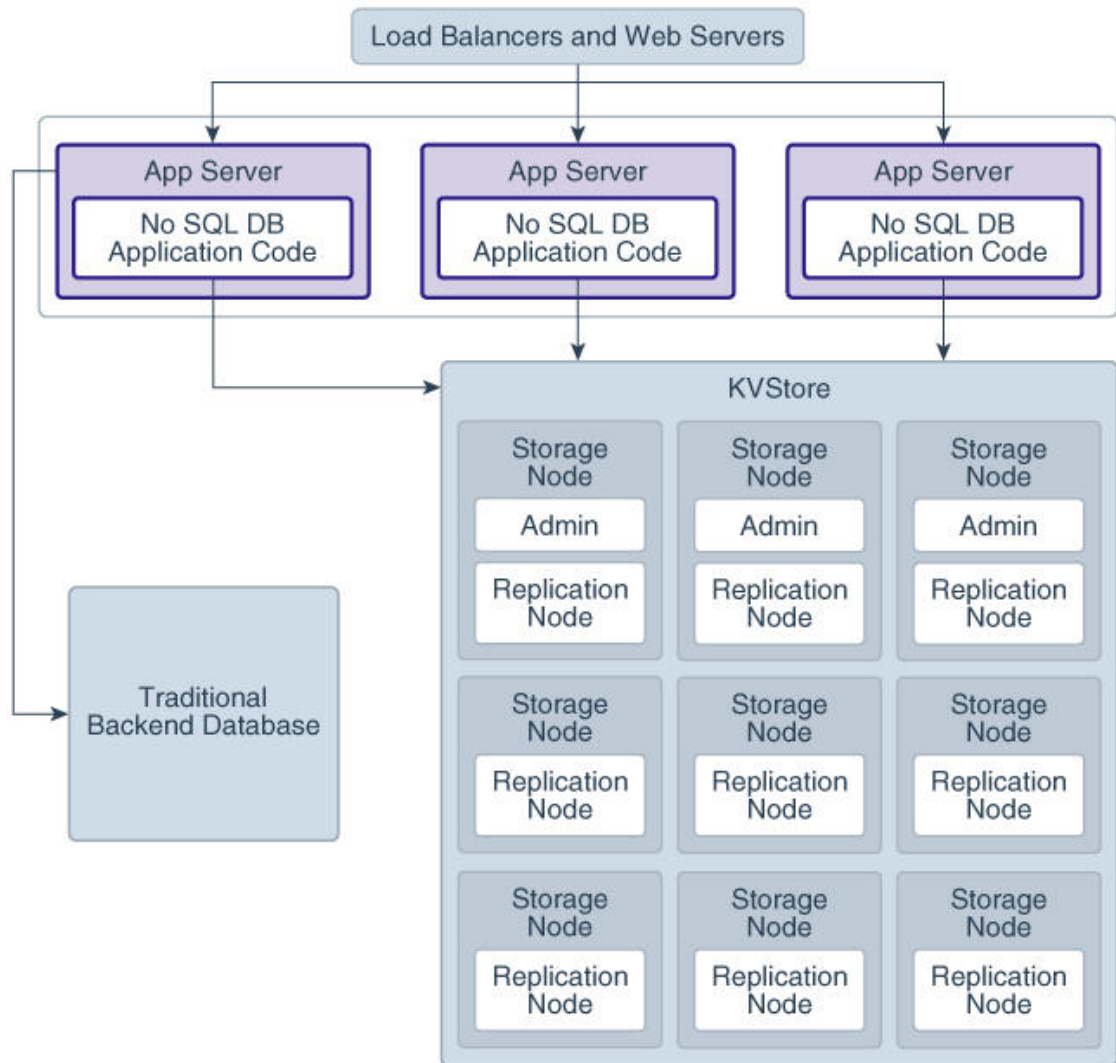 Load Balancers and Web Servers
App Server
No SQL DB
Application Code
App Server
No SQL DB
Application Code
App Server
No SQL DB
Application Code
KVStore
Storage
Node
Admin
Replication
Node
Storage
Node
Admin
Replication
Node
Storage
Node
Admin
Replication
Node
Traditional
Backend Database
Storage
Node
Replication
Node
Storage
Node
Replication
Node
Storage
Node
Replication
Node
Storage
Node
Replication
Node
Storage
Node
Replication
Node
Storage
Node
Replication
Node